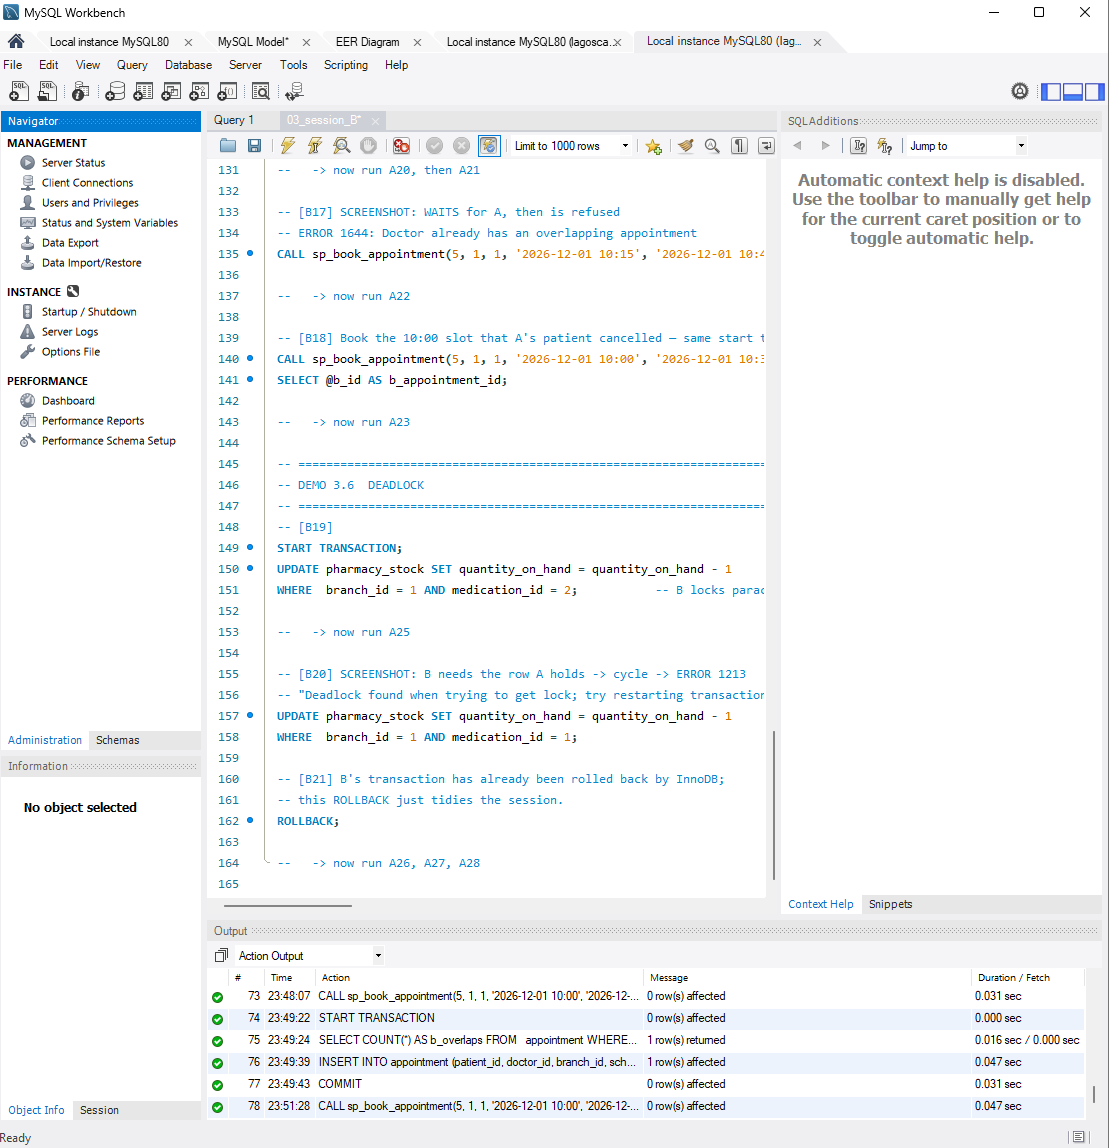 MySQL Workbench
Local instance MySQL80
MySQL Model*
EER Diagram
Local instance MySQL80 (lagosca...
Local instance MySQL80 (lag...
File Edit View Query Database Server Tools Scripting Help
Navigator
MANAGEMENT
Server Status
Client Connections
Users and Privileges
Status and System Variables
Data Export
Data Import/Restore
INSTANCE
Startup / Shutdown
Server Logs
Options File
PERFORMANCE
Dashboard
Performance Reports
Performance Schema Setup
Administration Schemas
Information
No object selected
Object Info Session
Ready
Query 1
03_session_B*
Limit to 1000 rows
131 --   -> now run A20, then A21
132
133 -- [B17] SCREENSHOT: WAITS for A, then is refused
134 -- ERROR 1644: Doctor already has an overlapping appointment
135 CALL sp_book_appointment(5, 1, 1, '2026-12-01 10:15', '2026-12-01 10:4
136
137 --   -> now run A22
138
139 -- [B18] Book the 10:00 slot that A's patient cancelled — same start t
140 CALL sp_book_appointment(5, 1, 1, '2026-12-01 10:00', '2026-12-01 10:3
141 SELECT @b_id AS b_appointment_id;
142
143 --   -> now run A23
144
145 -- ===================================================================
146 -- DEMO 3.6  DEADLOCK
147 -- ===================================================================
148 -- [B19]
149 START TRANSACTION;
150 UPDATE pharmacy_stock SET quantity_on_hand = quantity_on_hand - 1
151 WHERE  branch_id = 1 AND medication_id = 2;           -- B locks parac
152
153 --   -> now run A25
154
155 -- [B20] SCREENSHOT: B needs the row A holds -> cycle -> ERROR 1213
156 -- "Deadlock found when trying to get lock; try restarting transaction
157 UPDATE pharmacy_stock SET quantity_on_hand = quantity_on_hand - 1
158 WHERE  branch_id = 1 AND medication_id = 1;
159
160 -- [B21] B's transaction has already been rolled back by InnoDB;
161 -- this ROLLBACK just tidies the session.
162 ROLLBACK;
163
164 --   -> now run A26, A27, A28
165
SQLAdditions
Jump to
Automatic context help is disabled.
Use the toolbar to manually get help
for the current caret position or to
toggle automatic help.
Context Help Snippets
Output
Action Output
# Time Action Message Duration / Fetch
73 23:48:07 CALL sp_book_appointment(5, 1, 1, '2026-12-01 10:00', '2026-12-... 0 row(s) affected 0.031 sec
74 23:49:22 START TRANSACTION 0 row(s) affected 0.000 sec
75 23:49:24 SELECT COUNT(*) AS b_overlaps FROM   appointment WHERE... 1 row(s) returned 0.016 sec / 0.000 sec
76 23:49:39 INSERT INTO appointment (patient_id, doctor_id, branch_id, sch... 1 row(s) affected 0.047 sec
77 23:49:43 COMMIT 0 row(s) affected 0.031 sec
78 23:51:28 CALL sp_book_appointment(5, 1, 1, '2026-12-01 10:00', '2026-12-... 0 row(s) affected 0.047 sec